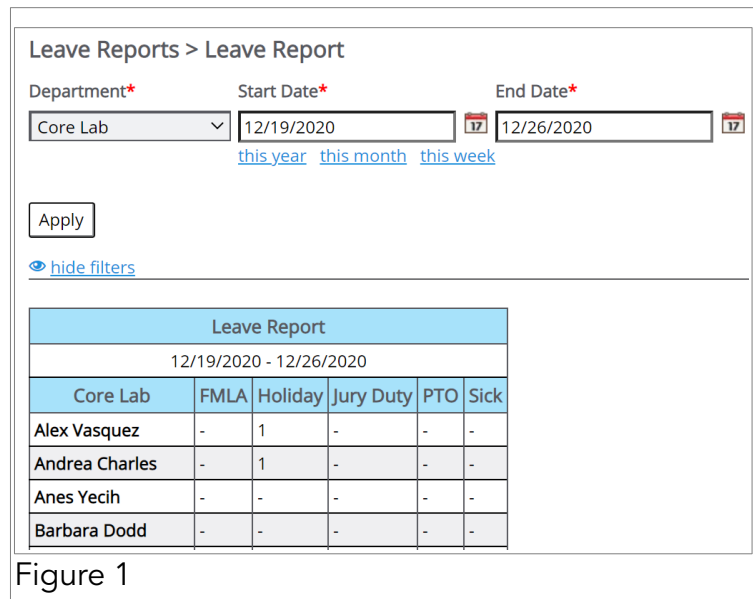 Leave Reports > Leave Report
Department* Start Date* End Date*
Core Lab 12/19/2020 17 12/26/2020 17
this year this month this week
Apply
hide filters
Leave Report
12/19/2020 - 12/26/2020
Core Lab FMLA Holiday Jury Duty PTO Sick
Alex Vasquez - 1 - - -
Andrea Charles - 1 - - -
Anes Yecih - - - - -
Barbara Dodd - - - - -
Figure 1